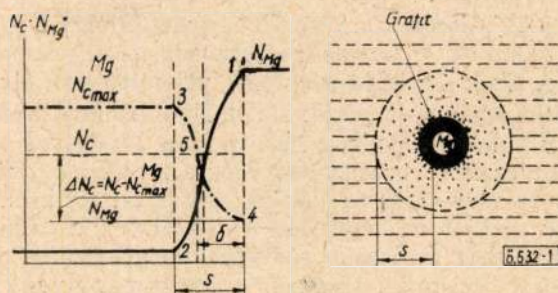 N_C · N_Mg
Mg
N_Cmax
1
N_Mg
3
N_C
5
ΔN_C = N_C - N_Cmax^Mg
N_Mg
4
δ
2
s
Grafit
Mg
s
ő.532-1